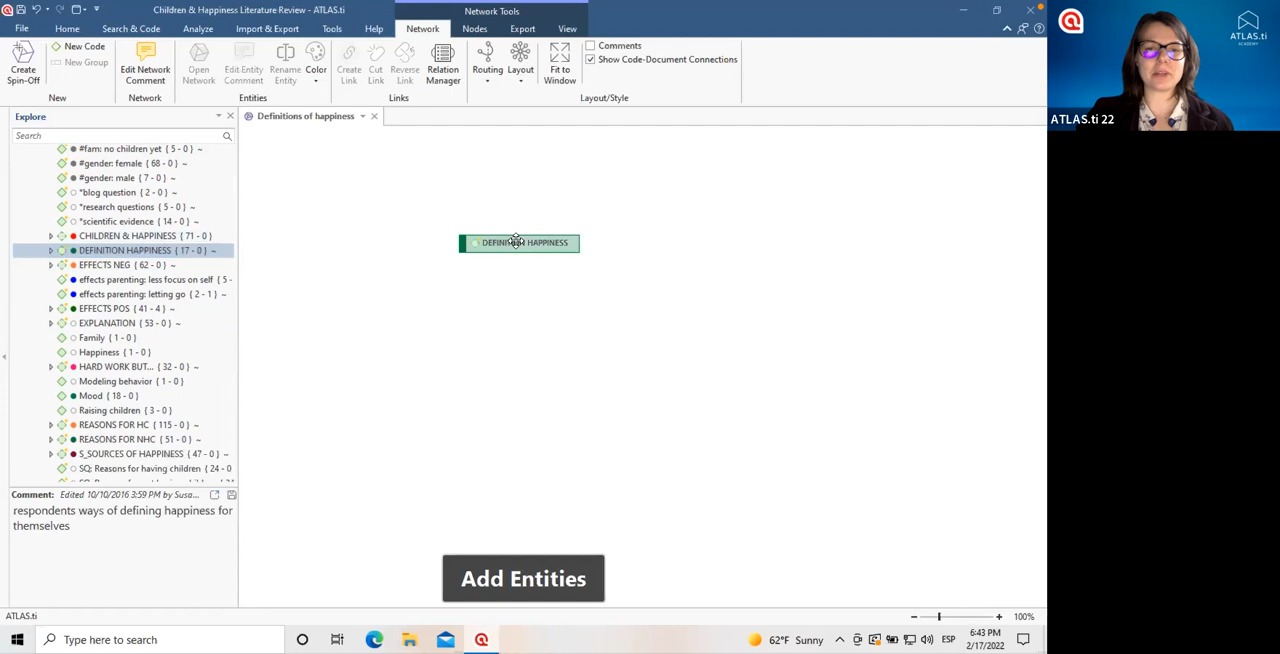 Children & Happiness Literature Review - ATLAS.ti
Network Tools
File
Home
Search & Code
Analyze
Import & Export
Tools
Help
Network
Nodes
Export
View
Create Spin-Off
New Code
New Group
New
Edit Network Comment
Network
Open Network
Edit Entity Comment
Rename Entity
Color
Entities
Create Link
Cut Link
Reverse Link
Relation Manager
Links
Routing
Layout
Fit to Window
Comments
Show Code-Document Connections
Layout/Style
ATLAS.ti
ACADEMY
ATLAS.ti 22
Explore
Definitions of happiness
Search
#fam: no children yet { 5 - 0 } ~
#gender: female { 68 - 0 } ~
#gender: male { 7 - 0 } ~
*blog question { 2 - 0 } ~
*research questions { 5 - 0 } ~
*scientific evidence { 14 - 0 } ~
CHILDREN & HAPPINESS { 71 - 0 }
DEFINITION HAPPINESS { 17 - 0 } ~
EFFECTS NEG { 62 - 0 } ~
effects parenting: less focus on self { 5 -
effects parenting: letting go { 2 - 1 } ~
EFFECTS POS { 41 - 4 } ~
EXPLANATION { 53 - 0 } ~
Family { 1 - 0 }
Happiness { 1 - 0 }
HARD WORK BUT... { 32 - 0 } ~
Modeling behavior { 1 - 0 }
Mood { 18 - 0 }
Raising children { 3 - 0 }
REASONS FOR HC { 115 - 0 } ~
REASONS FOR NHC { 51 - 0 } ~
S_SOURCES OF HAPPINESS { 47 - 0 } ~
SQ: Reasons for having children { 24 - 0
DEFINITION HAPPINESS
Comment: Edited 10/10/2016 3:59 PM by Susa...
respondents ways of defining happiness for
themselves
Add Entities
ATLAS.ti
100%
Type here to search
62°F Sunny
ESP
6:43 PM
2/17/2022